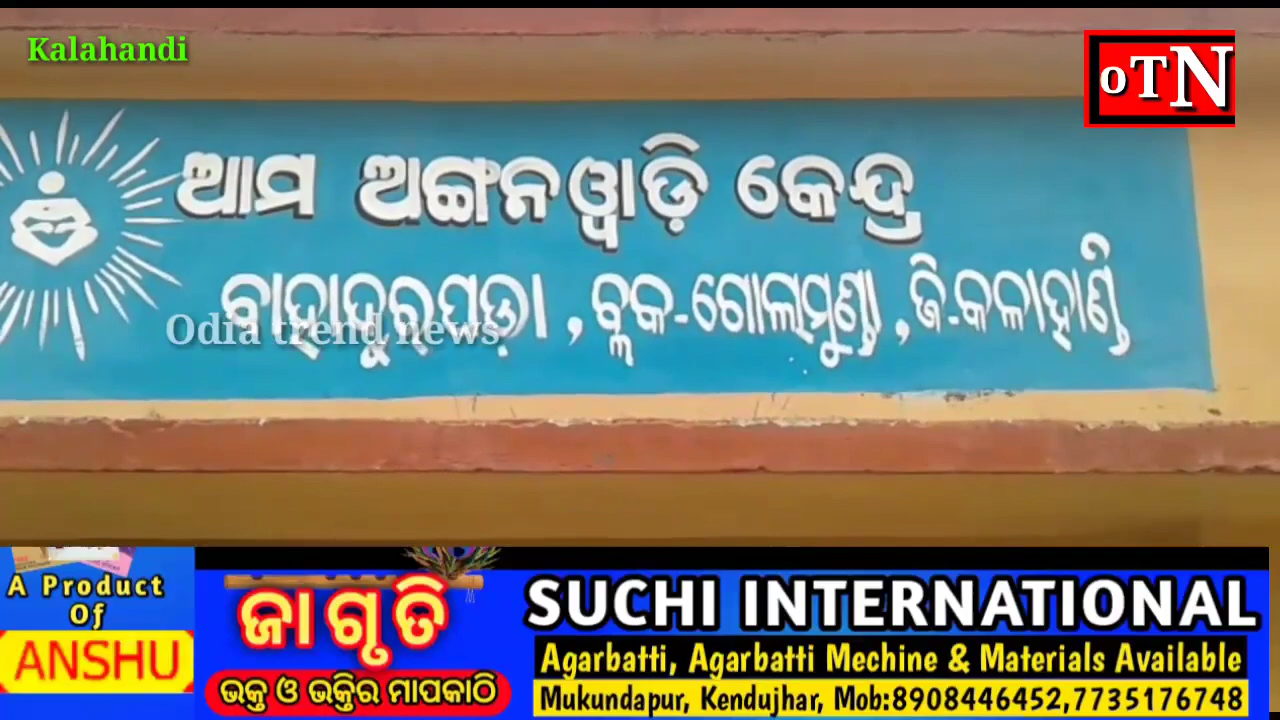 Kalahandi
OTN
ଆମ ଅଙ୍ଗନୱାଡ଼ି କେନ୍ଦ୍ର
ବାହାଦୁରପଡ଼ା , ବ୍ଲକ-ଗୋଲାମୁଣ୍ଡା , ଜି-କଳାହାଣ୍ଡି
Odia trend news
A Product
Of
ANSHU
ଜାଗୃତି
ଭକ୍ତ ଓ ଭକ୍ତିର ମାପକାଠି
SUCHI INTERNATIONAL
Agarbatti, Agarbatti Mechine & Materials Available
Mukundapur, Kendujhar, Mob:8908446452,7735176748